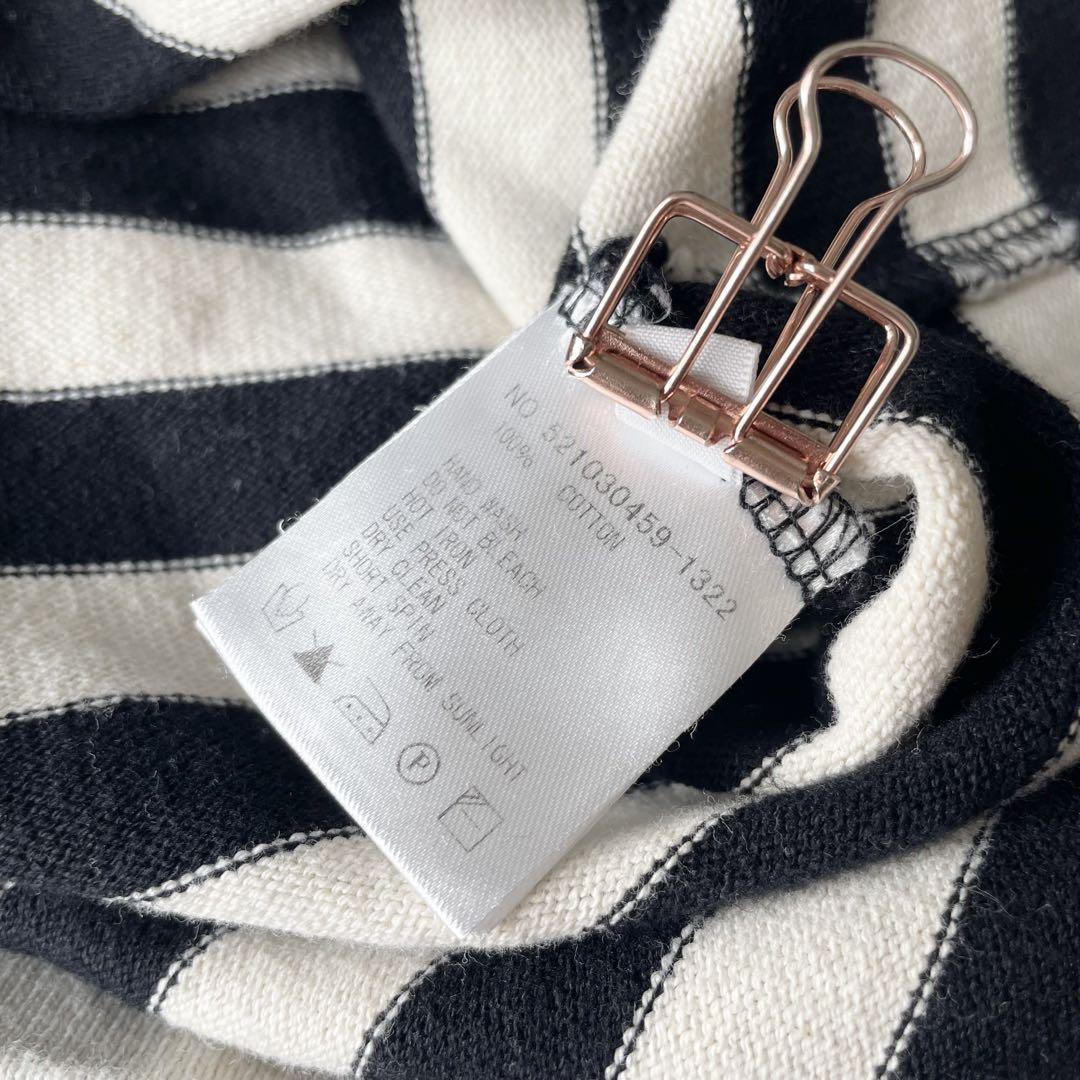 NO 521030459-1322
100% COTTON
HAND WASH
DO NOT BLEACH
HOT IRON
USE PRESS CLOTH
DRY CLEAN
SHORT SPIN
DRY AWAY FROM SUNLIGHT
P